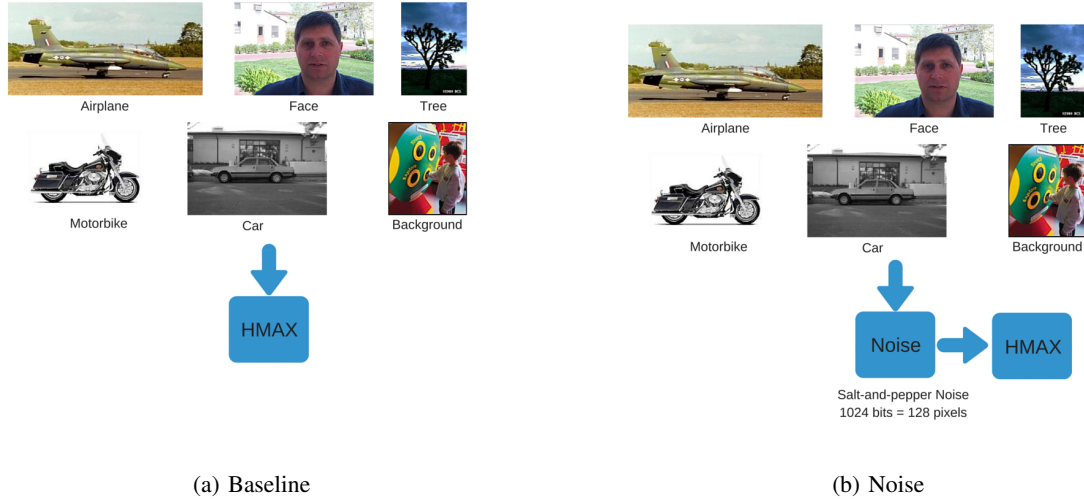 Airplane
Face
Tree
Motorbike
Car
Background
HMAX
(a) Baseline
Airplane
Face
Tree
Motorbike
Car
Background
Noise
HMAX
Salt-and-pepper Noise
1024 bits = 128 pixels
(b) Noise